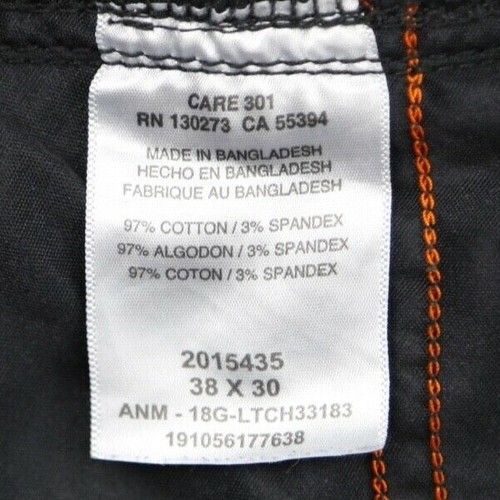 CARE 301
RN 130273 CA 55394
MADE IN BANGLADESH
HECHO EN BANGLADESH
FABRIQUE AU BANGLADESH
97% COTTON / 3% SPANDEX
97% ALGODON / 3% SPANDEX
97% COTON / 3% SPANDEX
2015435
38 X 30
ANM - 18G-LTCH33183
191056177638